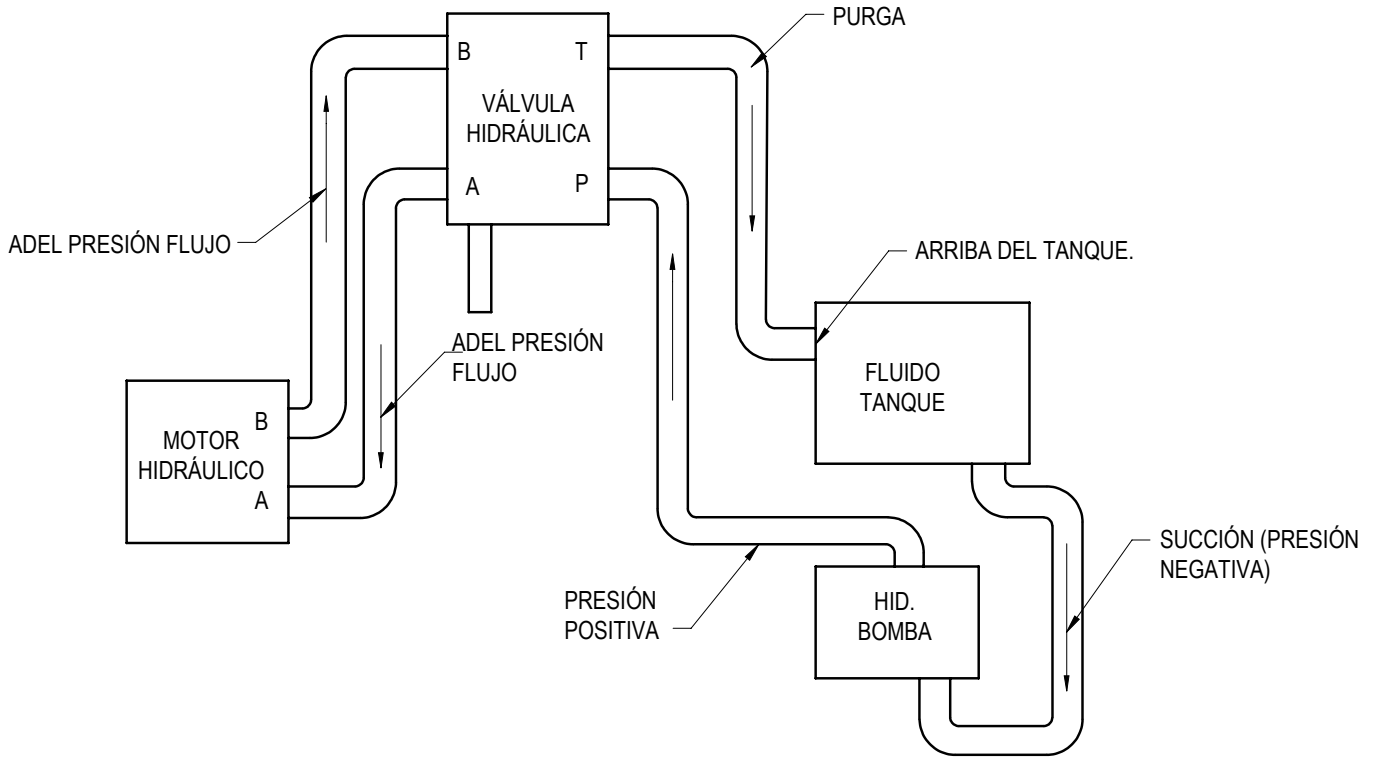 PURGA
B
T
VÁLVULA
HIDRÁULICA
A
P
ADEL PRESIÓN FLUJO
ARRIBA DEL TANQUE.
ADEL PRESIÓN
FLUJO
FLUIDO
TANQUE
B
MOTOR
HIDRÁULICO
A
SUCCIÓN (PRESIÓN
NEGATIVA)
PRESIÓN
POSITIVA
HID.
BOMBA